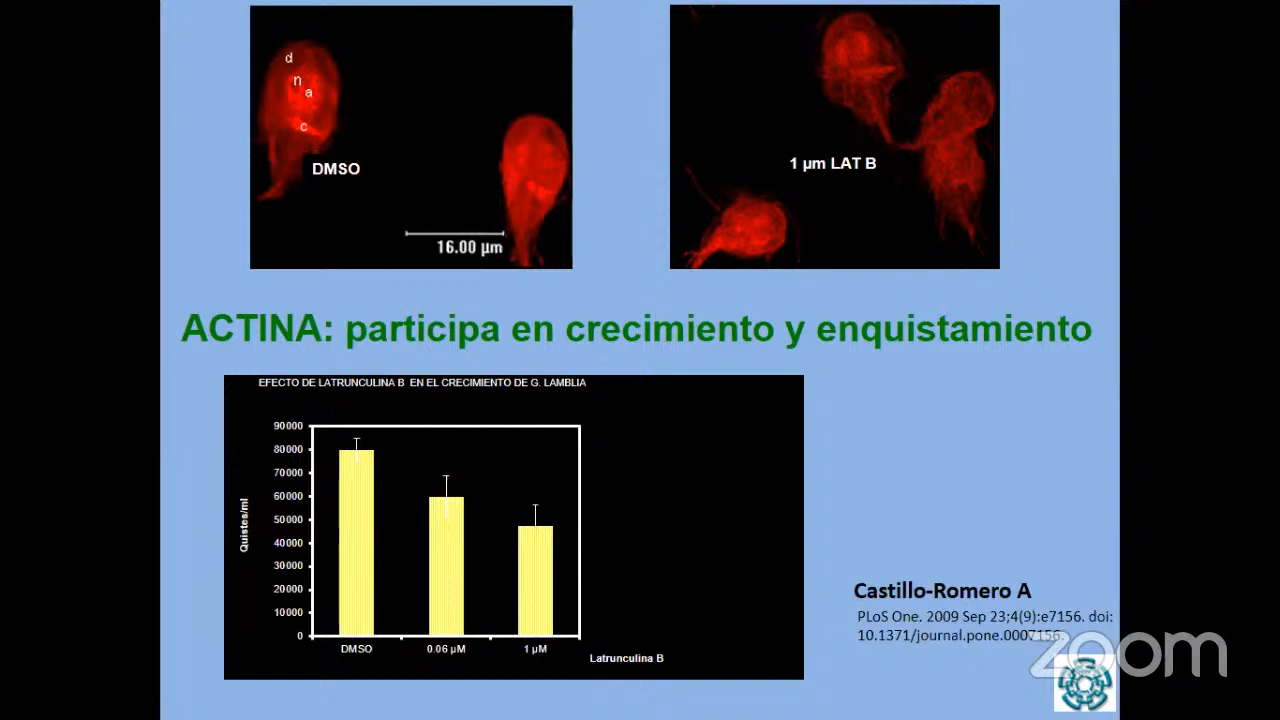 d
n
a
c
DMSO
16.00 µm
1 µm LAT B
ACTINA: participa en crecimiento y enquistamiento
EFECTO DE LATRUNCULINA B EN EL CRECIMIENTO DE G. LAMBLIA
90000
80000
70000
60000
50000
40000
30000
20000
10000
0
Quistes/ml
DMSO
0.06 µM
1 µM
Latrunculina B
Castillo-Romero A
PLoS One. 2009 Sep 23;4(9):e7156. doi:
10.1371/journal.pone.0007156.
zoom